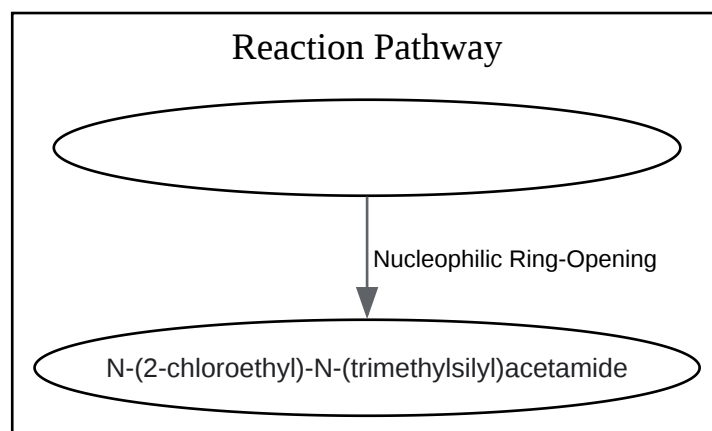 Reaction Pathway
Nucleophilic Ring-Opening
N-(2-chloroethyl)-N-(trimethylsilyl)acetamide